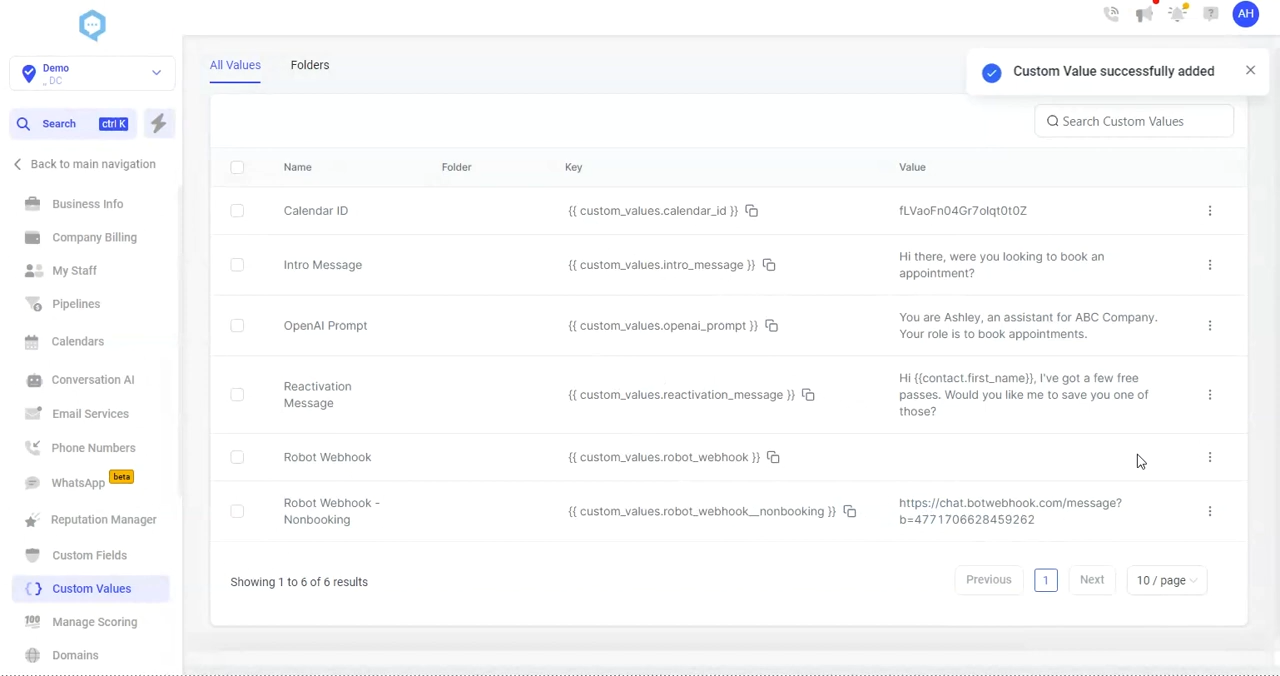 AH
Demo
,, DC
Search ctrl K
Back to main navigation
Business Info
Company Billing
My Staff
Pipelines
Calendars
Conversation AI
Email Services
Phone Numbers
WhatsApp beta
Reputation Manager
Custom Fields
Custom Values
Manage Scoring
Domains
All Values Folders
Custom Value successfully added
Search Custom Values
Name Folder Key Value
Calendar ID {{ custom_values.calendar_id }} fLVaoFn04Gr7oIqt0t0Z
Intro Message {{ custom_values.intro_message }} Hi there, were you looking to book an
appointment?
OpenAI Prompt {{ custom_values.openai_prompt }} You are Ashley, an assistant for ABC Company.
Your role is to book appointments.
Reactivation
Message
{{ custom_values.reactivation_message }}
Hi {{contact.first_name}}, I've got a few free
passes. Would you like me to save you one of
those?
Robot Webhook {{ custom_values.robot_webhook }}
Robot Webhook -
Nonbooking
{{ custom_values.robot_webhook__nonbooking }}
https://chat.botwebhook.com/message?
b=4771706628459262
Showing 1 to 6 of 6 results
Previous 1 Next 10 / page